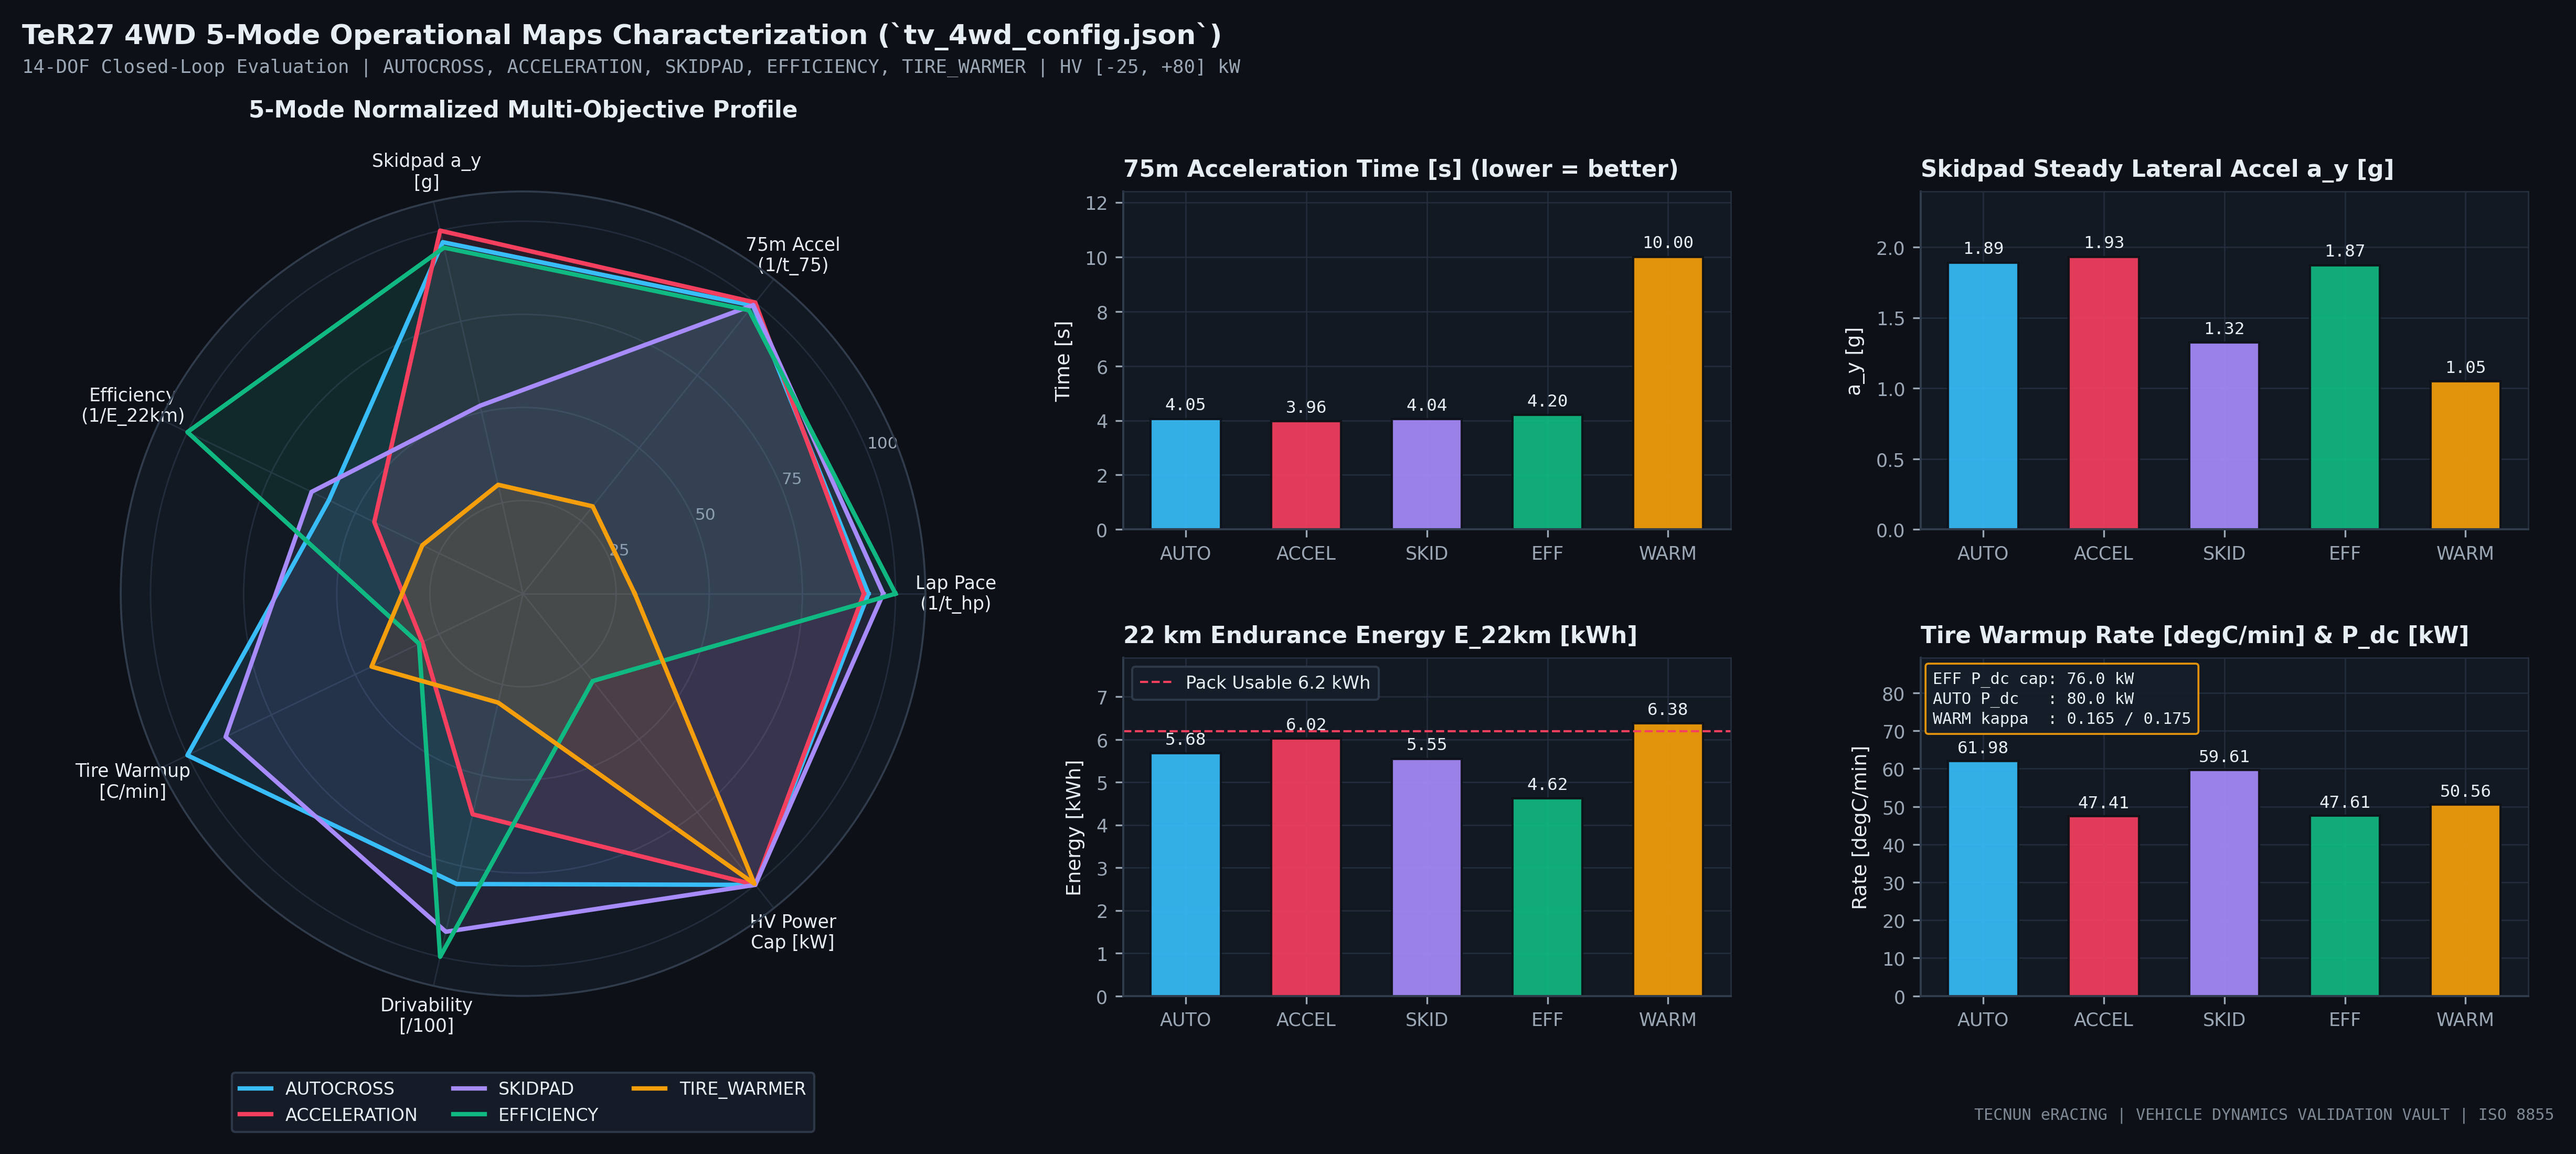 TeR27 4WD 5-Mode Operational Maps Characterization (`tv_4wd_config.json`)
14-DOF Closed-Loop Evaluation | AUTOCROSS, ACCELERATION, SKIDPAD, EFFICIENCY, TIRE_WARMER | HV [-25, +80] kW
5-Mode Normalized Multi-Objective Profile
Skidpad a_y
[g]
75m Accel
(1/t_75)
Efficiency
(1/E_22km)
100
75
50
25
Lap Pace
(1/t_hp)
Tire Warmup
[C/min]
HV Power
Cap [kW]
Drivability
[/100]
AUTOCROSS
ACCELERATION
SKIDPAD
EFFICIENCY
TIRE_WARMER
75m Acceleration Time [s] (lower = better)
Time [s]
12
10
8
6
4
2
0
4.05
3.96
4.04
4.20
10.00
AUTO
ACCEL
SKID
EFF
WARM
Skidpad Steady Lateral Accel a_y [g]
a_y [g]
2.0
1.5
1.0
0.5
0.0
1.89
1.93
1.32
1.87
1.05
AUTO
ACCEL
SKID
EFF
WARM
22 km Endurance Energy E_22km [kWh]
Pack Usable 6.2 kWh
Energy [kWh]
7
6
5
4
3
2
1
0
5.68
6.02
5.55
4.62
6.38
AUTO
ACCEL
SKID
EFF
WARM
Tire Warmup Rate [degC/min] & P_dc [kW]
EFF P_dc cap: 76.0 kW
AUTO P_dc   : 80.0 kW
WARM kappa  : 0.165 / 0.175
Rate [degC/min]
80
70
60
50
40
30
20
10
0
61.98
47.41
59.61
47.61
50.56
AUTO
ACCEL
SKID
EFF
WARM
TECNUN eRACING | VEHICLE DYNAMICS VALIDATION VAULT | ISO 8855